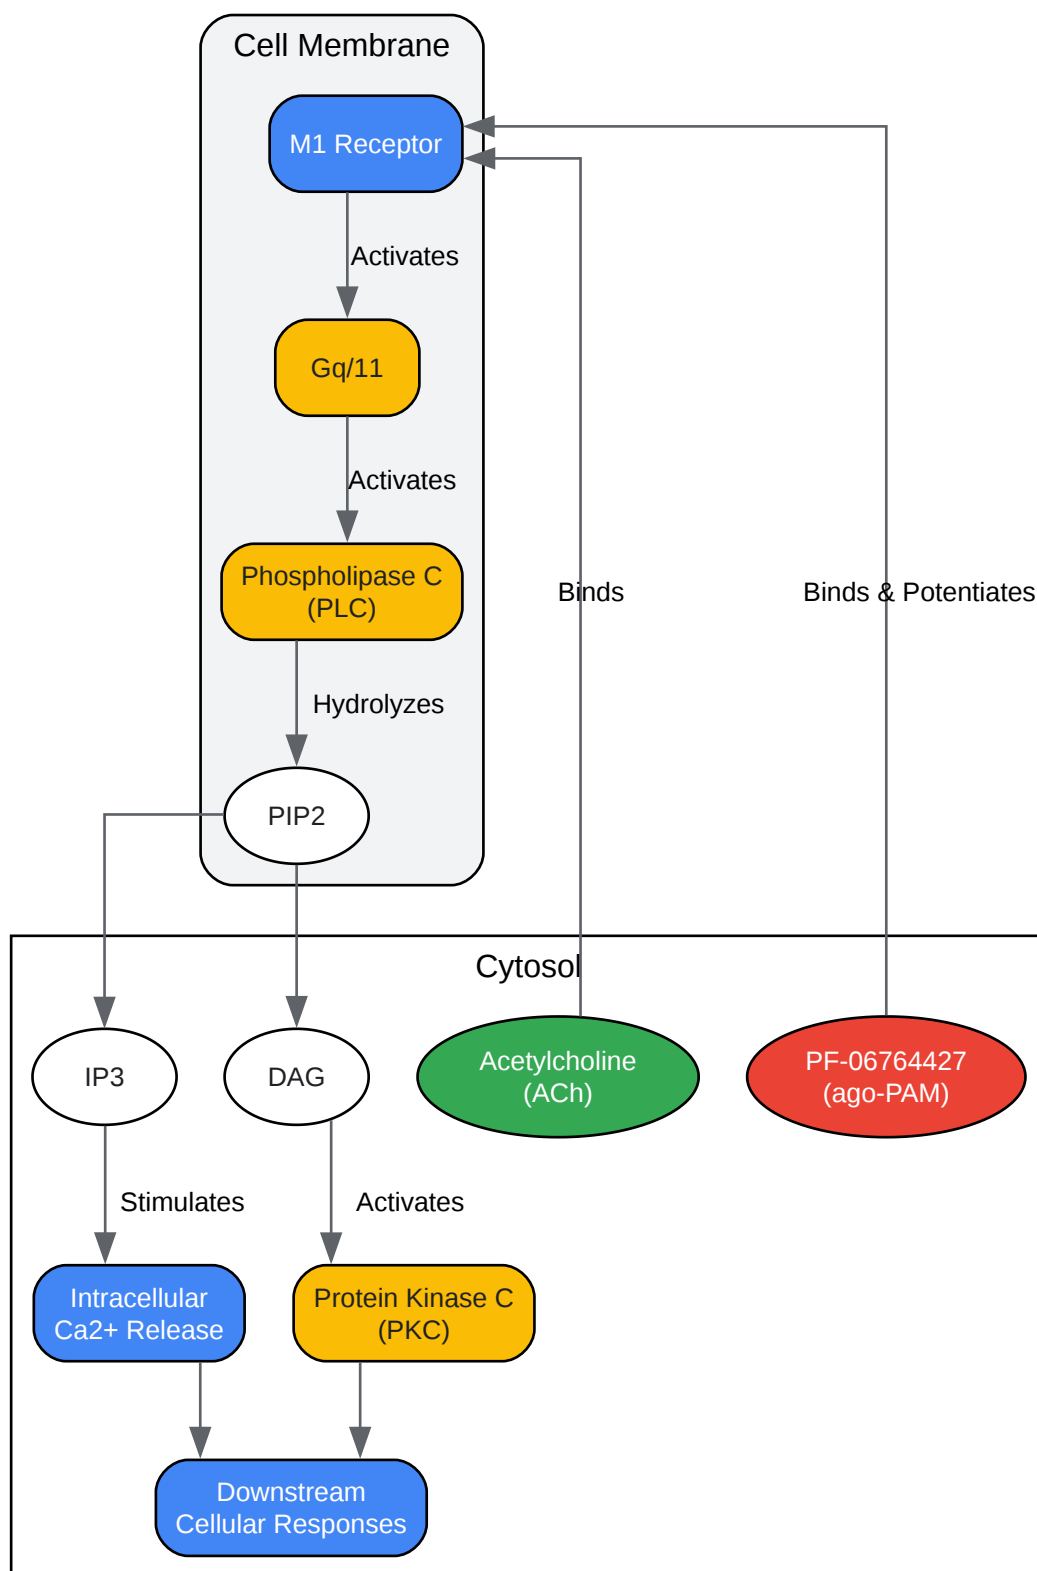 Cell Membrane
M1 Receptor
Activates
Gq/11
Activates
Phospholipase C
(PLC)
Binds
Binds & Potentiates
Hydrolyzes
PIP2
Cytosol
IP3
DAG
Acetylcholine
(ACh)
PF-06764427
(ago-PAM)
Stimulates
Activates
Intracellular
Ca2+ Release
Protein Kinase C
(PKC)
Downstream
Cellular Responses